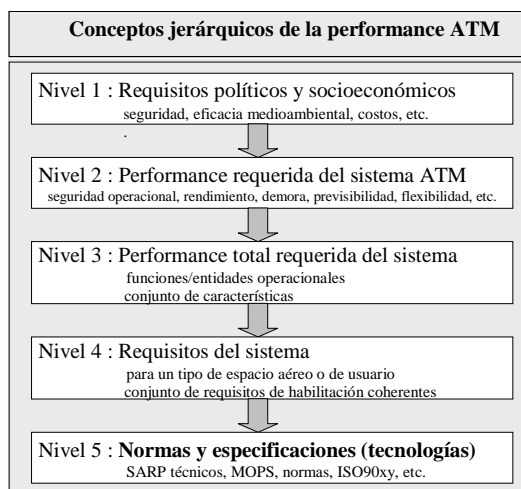 Conceptos jerárquicos de la performance ATM
Nivel 1 : Requisitos políticos y socioeconómicos
seguridad, eficacia medioambiental, costos, etc.
.
Nivel 2 : Performance requerida del sistema ATM
seguridad operacional, rendimiento, demora, previsibilidad, flexibilidad, etc.
Nivel 3 : Performance total requerida del sistema
funciones/entidades operacionales
conjunto de características
Nivel 4 : Requisitos del sistema
para un tipo de espacio aéreo o de usuario
conjunto de requisitos de habilitación coherentes
Nivel 5 : Normas y especificaciones (tecnologías)
SARP técnicos, MOPS, normas, ISO90xy, etc.